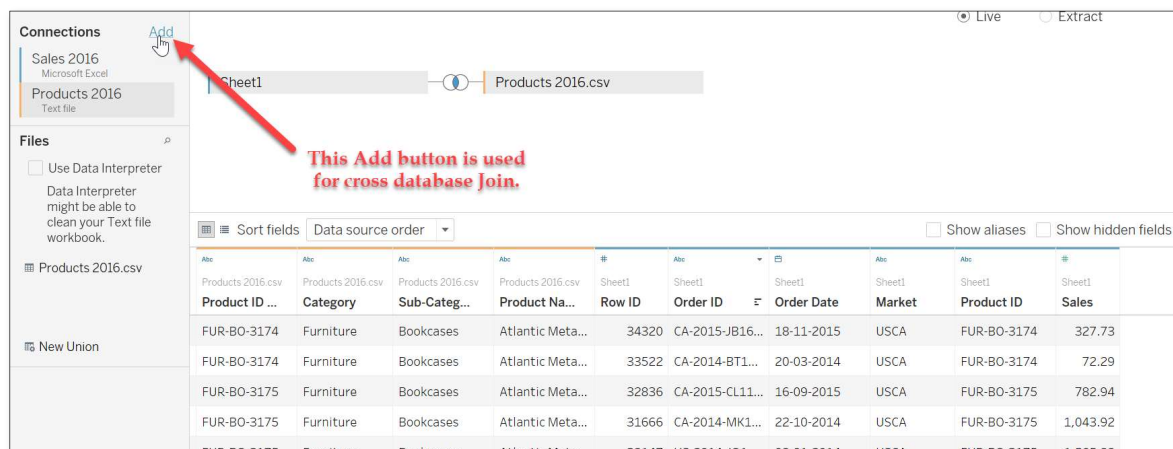 Connections Add
Sales 2016
Microsoft Excel
Products 2016
Text file
Files
Use Data Interpreter
Data Interpreter
might be able to
clean your Text file
workbook.
Products 2016.csv
New Union
Live Extract
Sheet1 Products 2016.csv
This Add button is used
for cross database Join.
Sort fields Data source order Show aliases Show hidden fields
Abc Abc Abc Abc # Abc Abc Abc #
Products 2016.csv Products 2016.csv Products 2016.csv Products 2016.csv Sheet1 Sheet1 Sheet1 Sheet1 Sheet1 Sheet1
Product ID ... Category Sub-Categ... Product Na... Row ID Order ID Order Date Market Product ID Sales
FUR-BO-3174 Furniture Bookcases Atlantic Meta... 34320 CA-2015-JB16... 18-11-2015 USCA FUR-BO-3174 327.73
FUR-BO-3174 Furniture Bookcases Atlantic Meta... 33522 CA-2014-BT1... 20-03-2014 USCA FUR-BO-3174 72.29
FUR-BO-3175 Furniture Bookcases Atlantic Meta... 32836 CA-2015-CL11... 16-09-2015 USCA FUR-BO-3175 782.94
FUR-BO-3175 Furniture Bookcases Atlantic Meta... 31666 CA-2014-MK1... 22-10-2014 USCA FUR-BO-3175 1,043.92